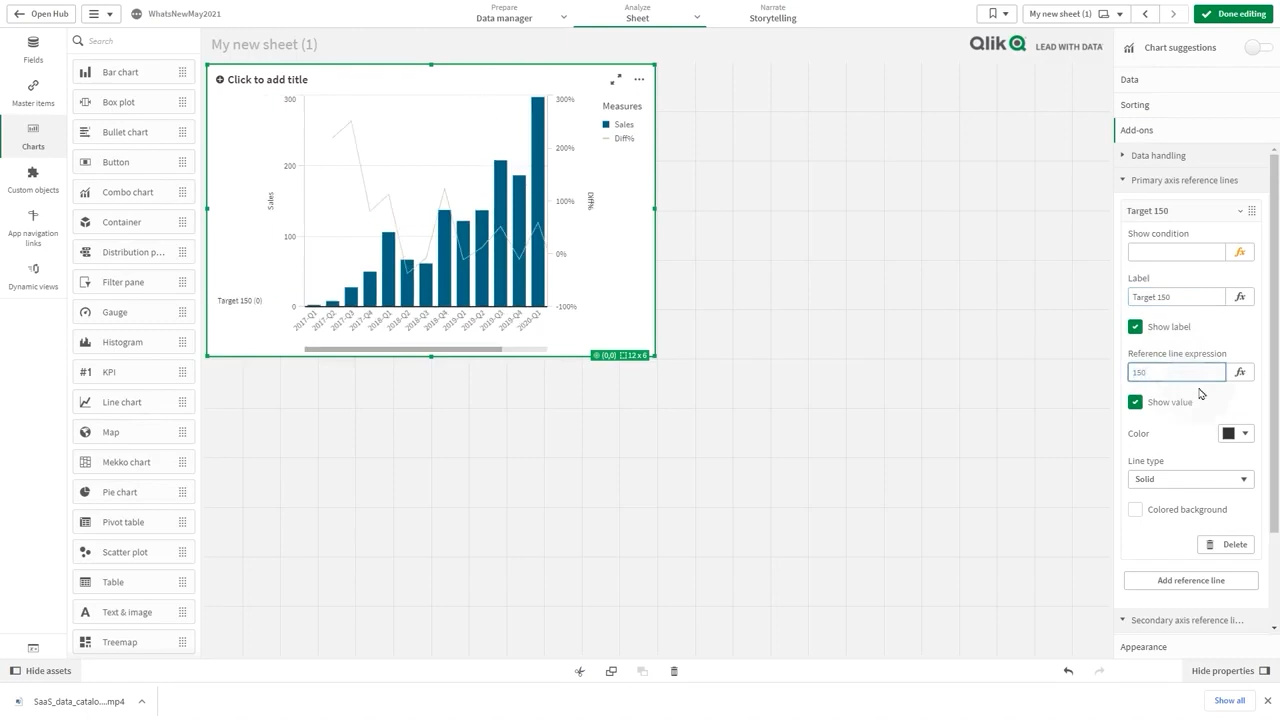 Open Hub
WhatsNewMay2021
Prepare
Data manager
Analyze
Sheet
Narrate
Storytelling
My new sheet (1)
Done editing
Fields
Master items
Charts
Custom objects
App navigation
links
Dynamic views
Search
Bar chart
Box plot
Bullet chart
Button
Combo chart
Container
Distribution p...
Filter pane
Gauge
Histogram
#1 KPI
Line chart
Map
Mekko chart
Pie chart
Pivot table
Scatter plot
Table
A Text & image
Treemap
My new sheet (1)
Qlik
LEAD WITH DATA
Click to add title
300
200
100
0
Sales
Target 150 (0)
2017-Q1
2017-Q2
2017-Q3
2017-Q4
2018-Q1
2018-Q2
2018-Q3
2018-Q4
2019-Q1
2019-Q2
2019-Q3
2019-Q4
2020-Q1
300%
200%
100%
0%
-100%
Diff%
Measures
Sales
Diff%
(0,0) 12 x 6
Chart suggestions
Data
Sorting
Add-ons
Data handling
Primary axis reference lines
Target 150
Show condition
fx
Label
Target 150
fx
Show label
Reference line expression
150
fx
Show value
Color
Line type
Solid
Colored background
Delete
Add reference line
Secondary axis reference li...
Appearance
Hide assets
Hide properties
SaaS_data_catalo....mp4
Show all